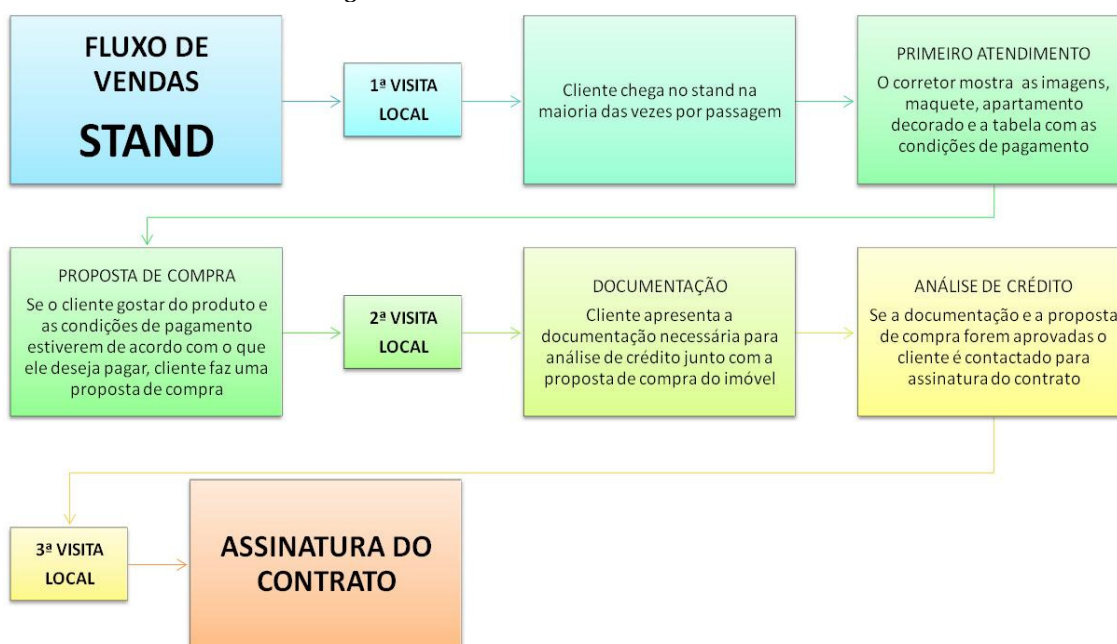 FLUXO DE
VENDAS
STAND
1ª VISITA
LOCAL
Cliente chega no stand na
maioria das vezes por passagem
PRIMEIRO ATENDIMENTO
O corretor mostra as imagens,
maquete, apartamento
decorado e a tabela com as
condições de pagamento
PROPOSTA DE COMPRA
Se o cliente gostar do produto e
as condições de pagamento
estiverem de acordo com o que
ele deseja pagar, cliente faz uma
proposta de compra
2ª VISITA
LOCAL
DOCUMENTAÇÃO
Cliente apresenta a
documentação necessária para
análise de crédito junto com a
proposta de compra do imóvel
ANÁLISE DE CRÉDITO
Se a documentação e a proposta
de compra forem aprovadas o
cliente é contactado para
assinatura do contrato
3ª VISITA
LOCAL
ASSINATURA DO
CONTRATO